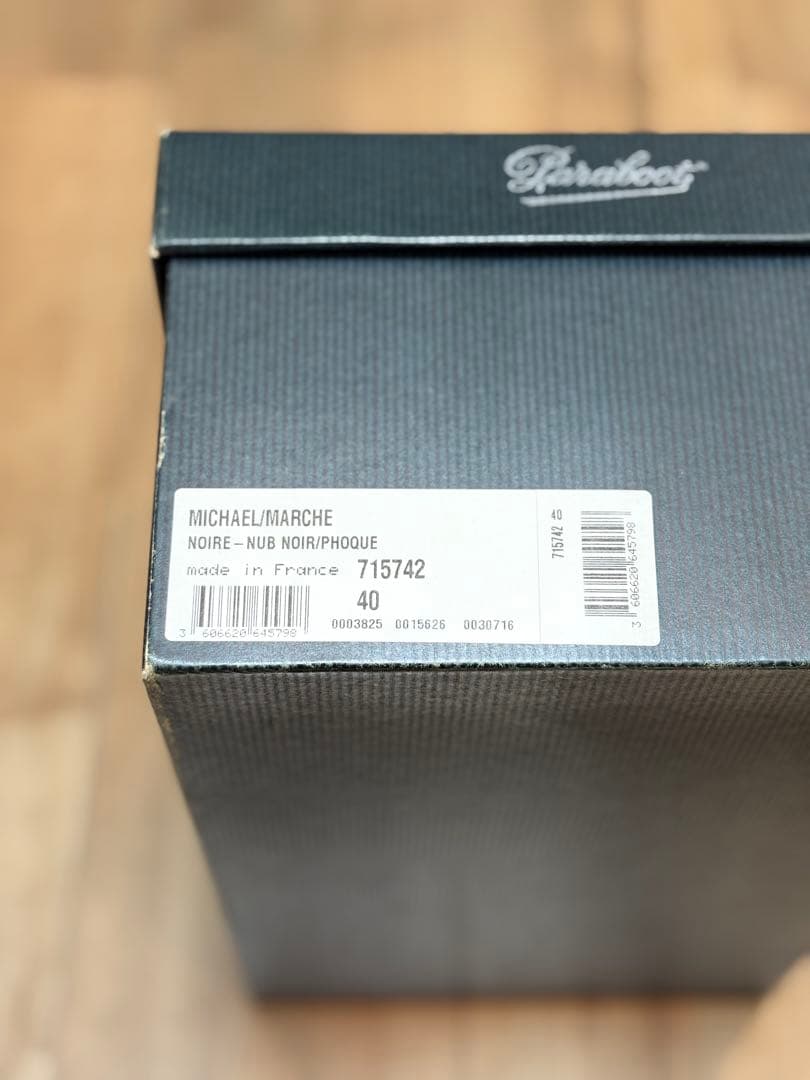 Paraboot
MICHAEL/MARCHE
NOIRE–NUB NOIR/PHOQUE
made in France 715742
40
0003825 0015626 0030716
3 606620 645798
40
715742
3 606620 645798